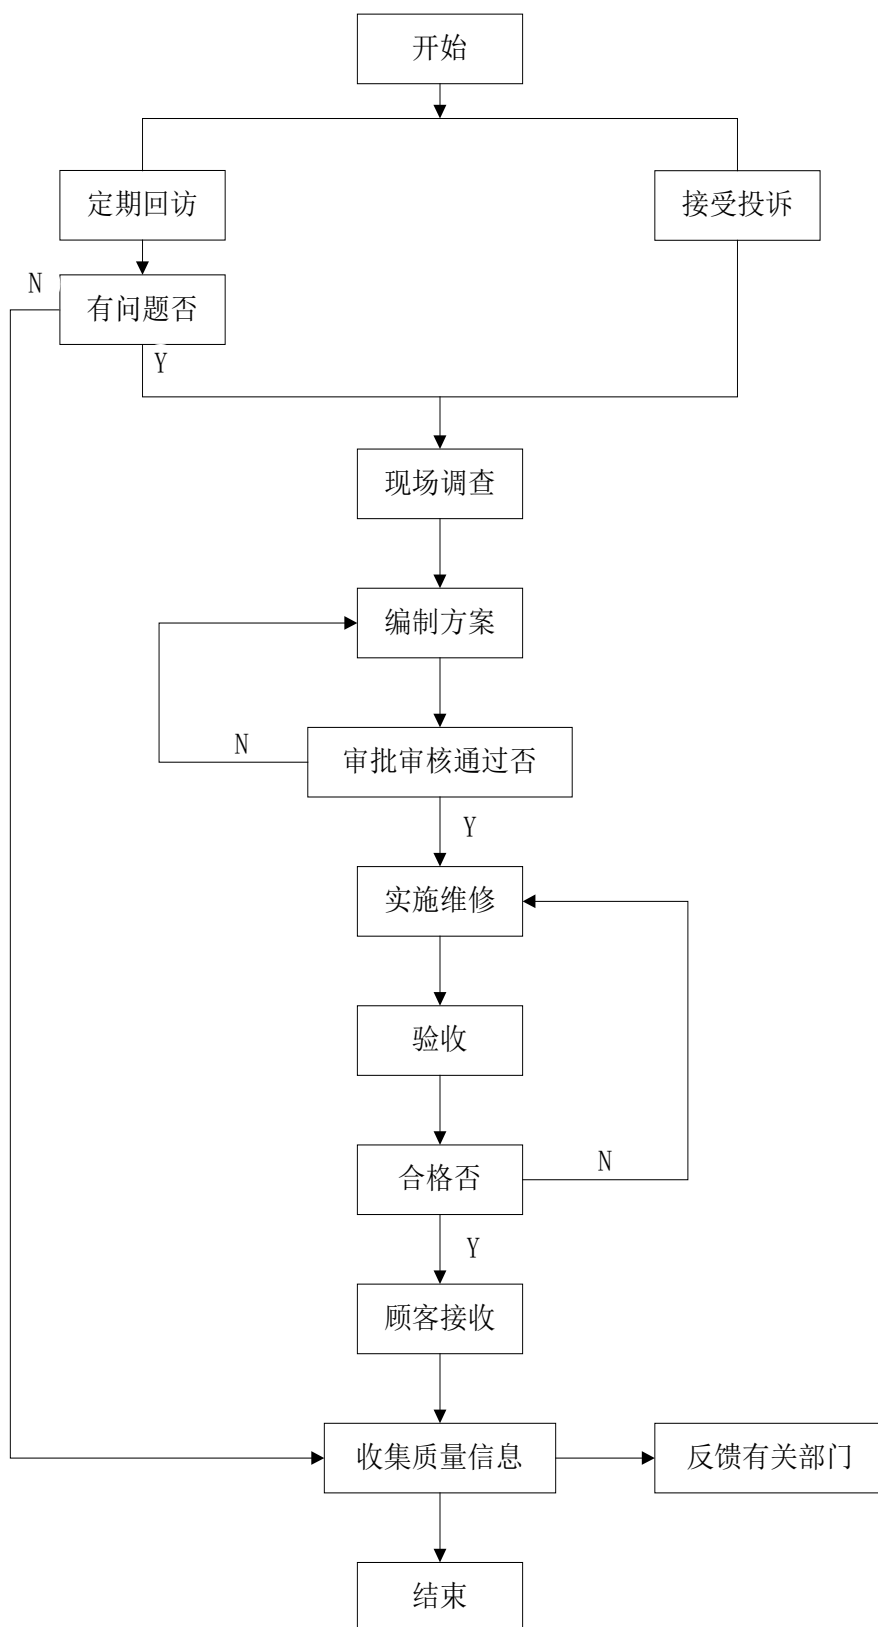 开始
定期回访
接受投诉
N
有问题否
Y
现场调查
编制方案
N
审批审核通过否
Y
实施维修
验收
合格否
N
Y
顾客接收
收集质量信息
反馈有关部门
结束